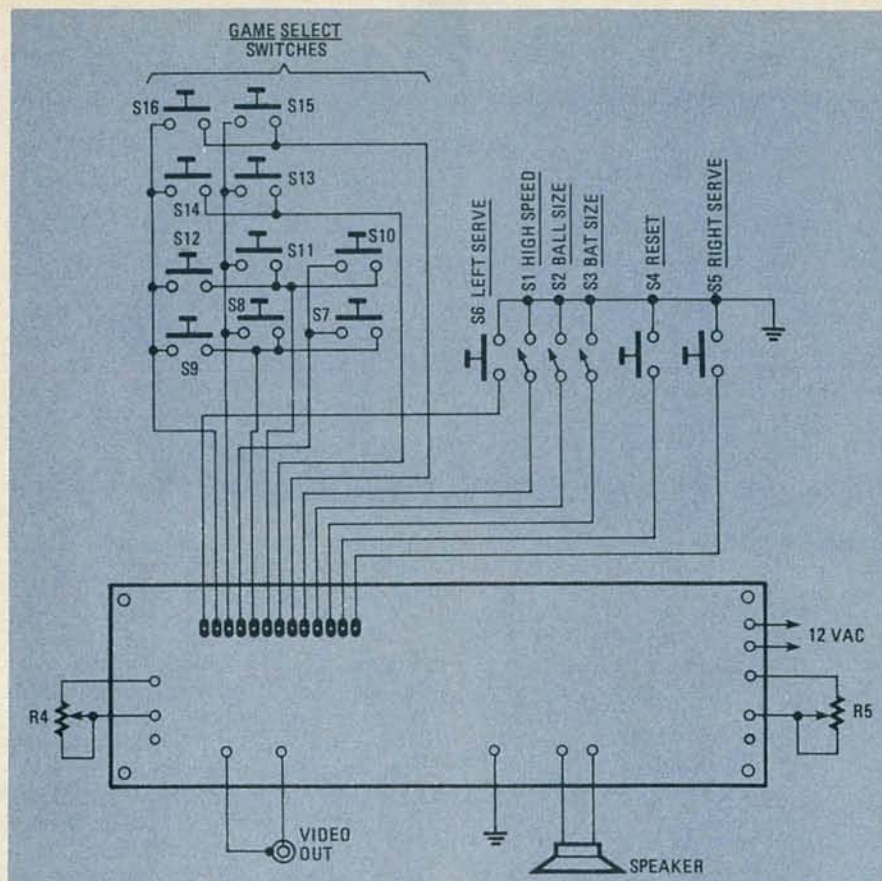 GAME SELECT
SWITCHES
S16
S15
S14
S13
S12
S11
S10
S9
S8
S7
S6 LEFT SERVE
S1 HIGH SPEED
S2 BALL SIZE
S3 BAT SIZE
S4 RESET
S5 RIGHT SERVE
12 VAC
R4
R5
VIDEO
OUT
SPEAKER